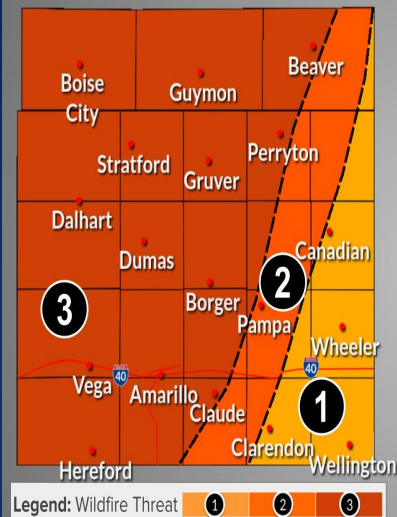 Beaver
Boise
City
Guymon
Perryton
Stratford
Gruver
Dalhart
Canadian
Dumas
2
3
Borger
Pampa
Wheeler
40
40
Vega
Amarillo
Claude
1
Clarendon
Wellington
Hereford
Legend: Wildfire Threat 1 2 3